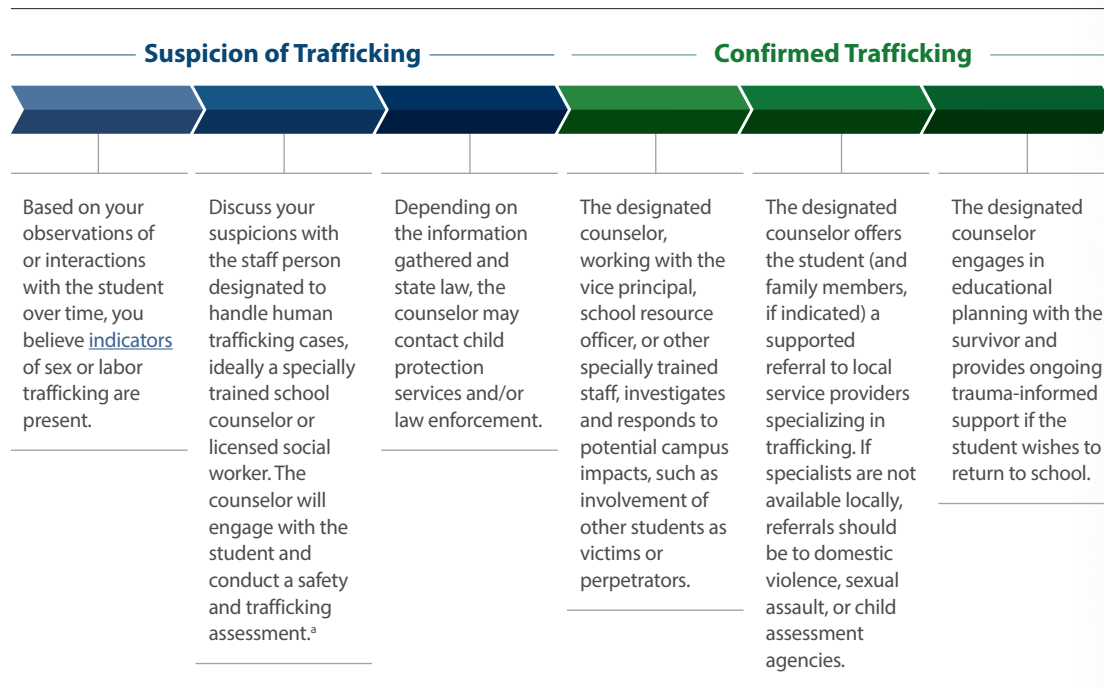 Suspicion of Trafficking
Confirmed Trafficking
Based on your
observations of
or interactions
with the student
over time, you
believe indicators
of sex or labor
trafficking are
present.
Discuss your
suspicions with
the staff person
designated to
handle human
trafficking cases,
ideally a specially
trained school
counselor or
licensed social
worker. The
counselor will
engage with the
student and
conduct a safety
and trafficking
assessment.ᵃ
Depending on
the information
gathered and
state law, the
counselor may
contact child
protection
services and/or
law enforcement.
The designated
counselor,
working with the
vice principal,
school resource
officer, or other
specially trained
staff, investigates
and responds to
potential campus
impacts, such as
involvement of
other students as
victims or
perpetrators.
The designated
counselor offers
the student (and
family members,
if indicated) a
supported
referral to local
service providers
specializing in
trafficking. If
specialists are not
available locally,
referrals should
be to domestic
violence, sexual
assault, or child
assessment
agencies.
The designated
counselor
engages in
educational
planning with the
survivor and
provides ongoing
trauma-informed
support if the
student wishes to
return to school.